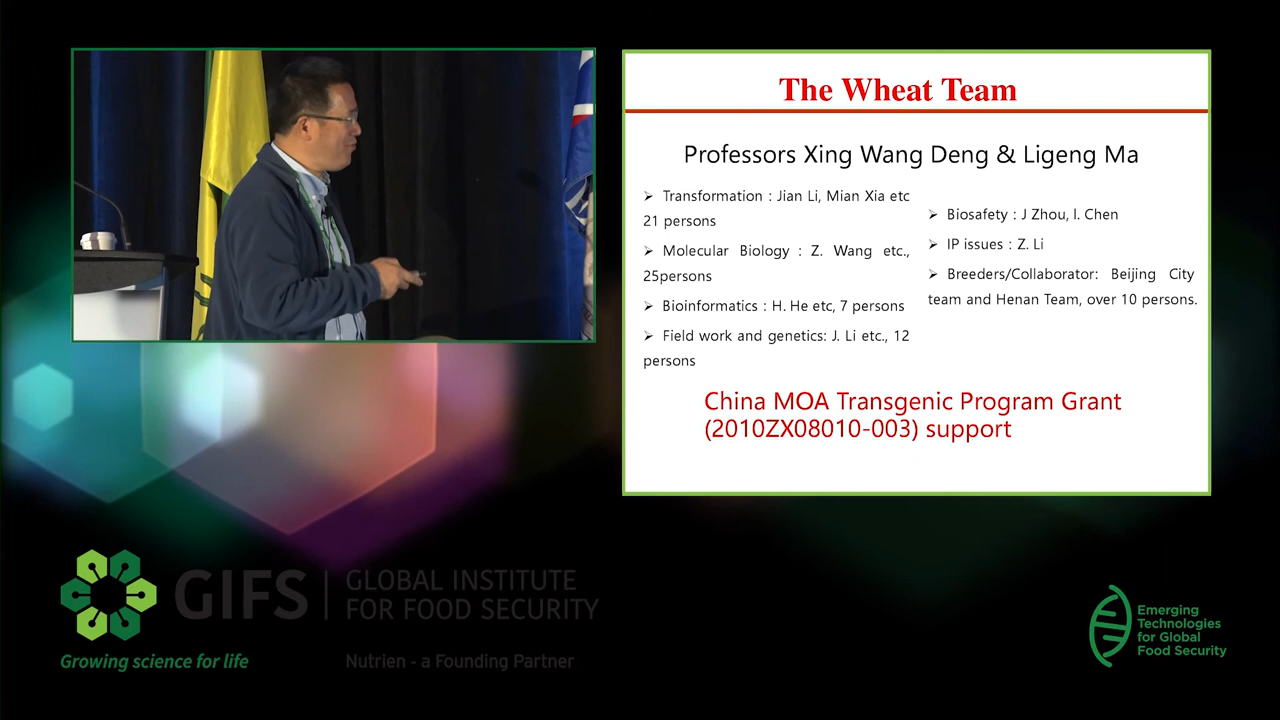 The Wheat Team
Professors Xing Wang Deng & Ligeng Ma
➢ Transformation : Jian Li, Mian Xia etc
21 persons
➢ Molecular Biology : Z. Wang etc.,
25persons
➢ Bioinformatics : H. He etc, 7 persons
➢ Field work and genetics: J. Li etc., 12
persons
➢ Biosafety : J Zhou, l. Chen
➢ IP issues : Z. Li
➢ Breeders/Collaborator: Beijing City
team and Henan Team, over 10 persons.
China MOA Transgenic Program Grant
(2010ZX08010-003) support
GIFS
GLOBAL INSTITUTE
FOR FOOD SECURITY
Growing science for life
Nutrien - a Founding Partner
Emerging
Technologies
for Global
Food Security